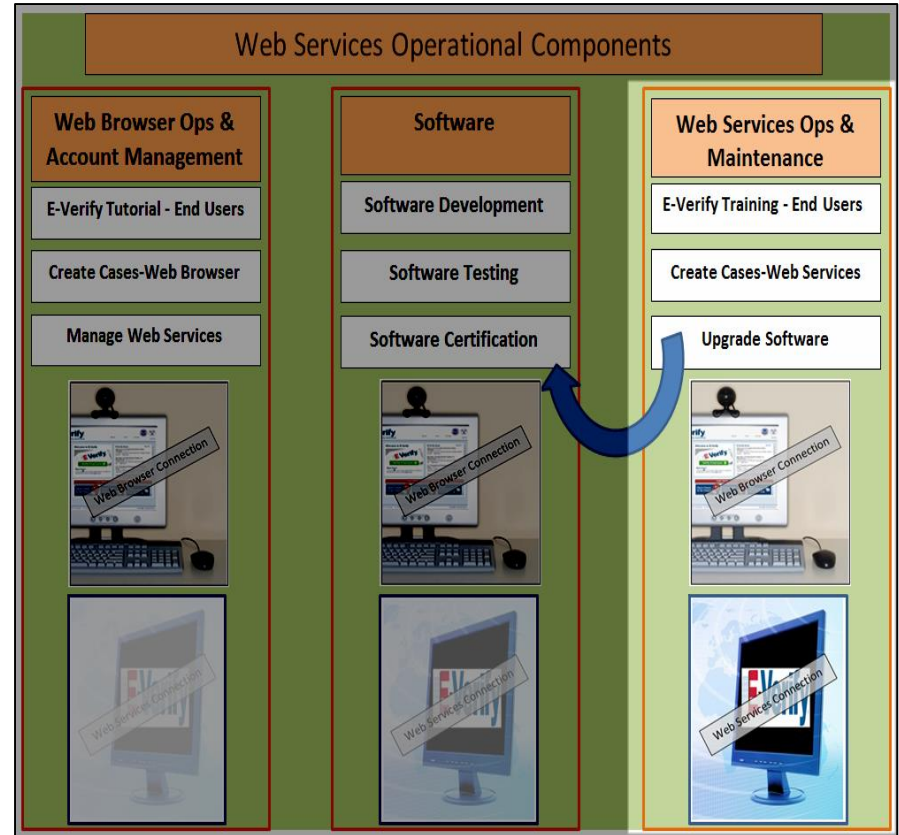 Web Services Operational Components
Web Browser Ops &
Account Management
E-Verify Tutorial - End Users
Create Cases-Web Browser
Manage Web Services
Web Browser Connection
E-Verify
Web Services Connection
Software
Software Development
Software Testing
Software Certification
Web Browser Connection
E-Verify
Web Services Connection
Web Services Ops &
Maintenance
E-Verify Training - End Users
Create Cases-Web Services
Upgrade Software
Web Browser Connection
E-Verify
Web Services Connection